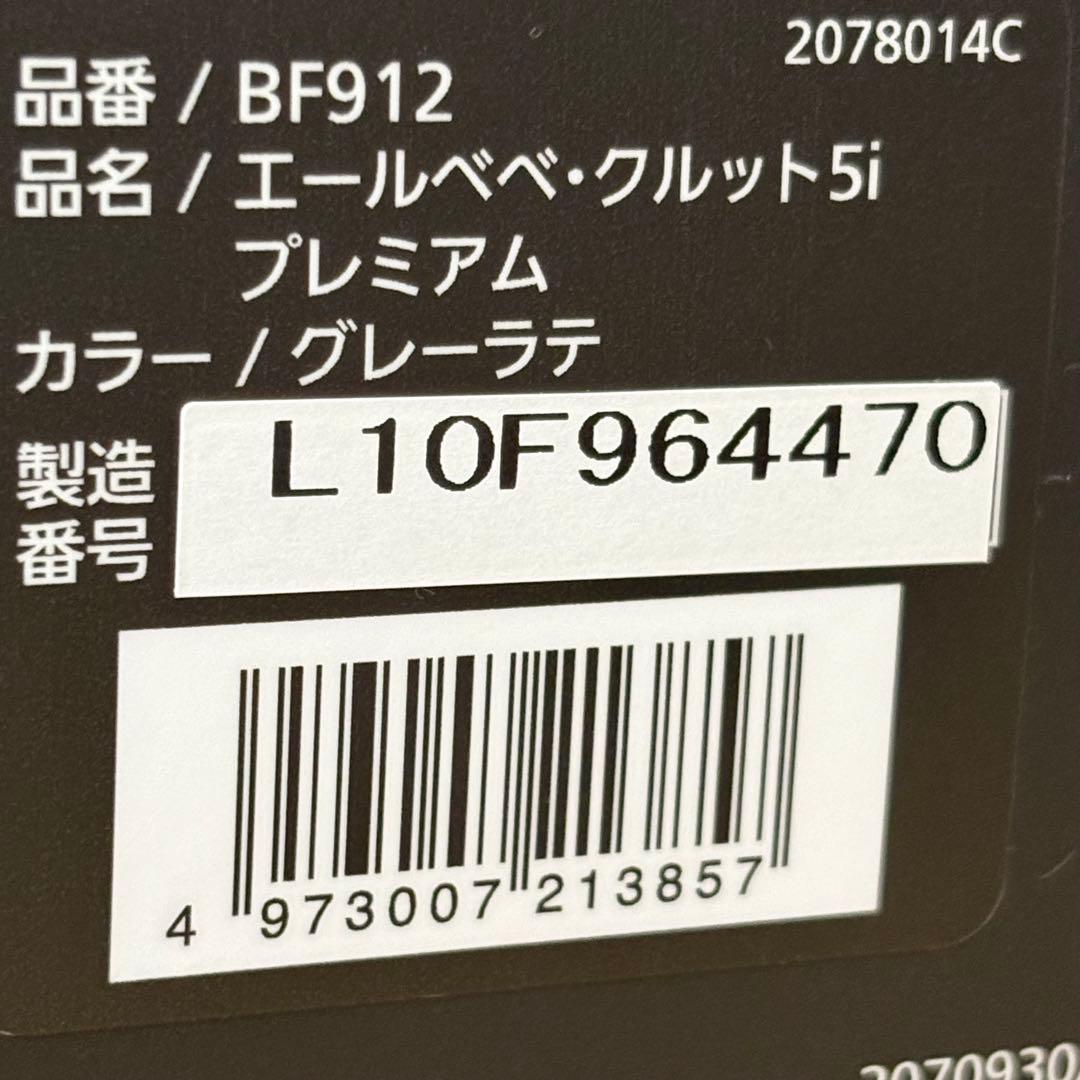 2078014C
品番 / BF912
品名 / エールベベ・クルット5i
プレミアム
カラー / グレーラテ
製造
番号
L10F964470
4 973007 213857
2070930